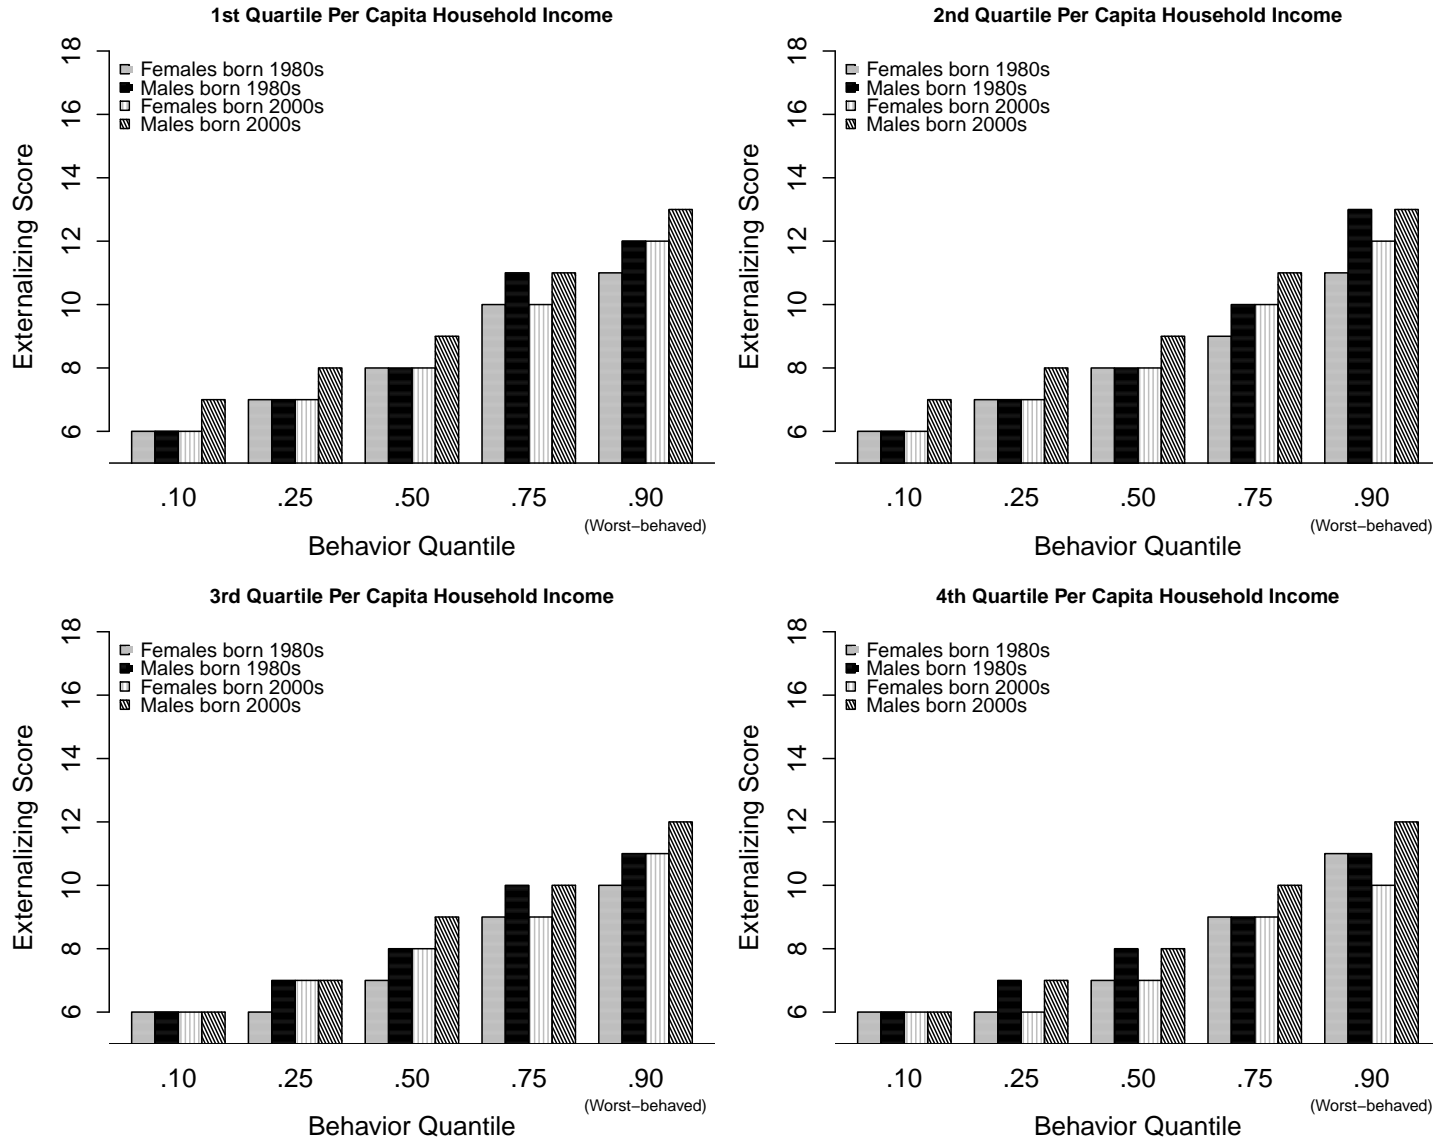 1st Quartile Per Capita Household Income
18
16
14
12
10
8
6
Externalizing Score
Females born 1980s
Males born 1980s
Females born 2000s
Males born 2000s
.10 .25 .50 .75 .90
(Worst−behaved)
Behavior Quantile
2nd Quartile Per Capita Household Income
18
16
14
12
10
8
6
Externalizing Score
Females born 1980s
Males born 1980s
Females born 2000s
Males born 2000s
.10 .25 .50 .75 .90
(Worst−behaved)
Behavior Quantile
3rd Quartile Per Capita Household Income
18
16
14
12
10
8
6
Externalizing Score
Females born 1980s
Males born 1980s
Females born 2000s
Males born 2000s
.10 .25 .50 .75 .90
(Worst−behaved)
Behavior Quantile
4th Quartile Per Capita Household Income
18
16
14
12
10
8
6
Externalizing Score
Females born 1980s
Males born 1980s
Females born 2000s
Males born 2000s
.10 .25 .50 .75 .90
(Worst−behaved)
Behavior Quantile